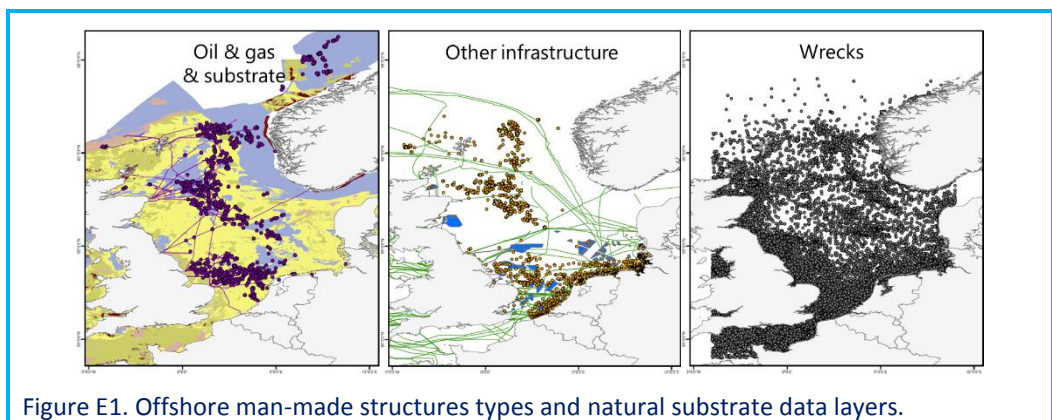 Oil & gas
& substrate
Other infrastructure
Wrecks
Figure E1. Offshore man-made structures types and natural substrate data layers.